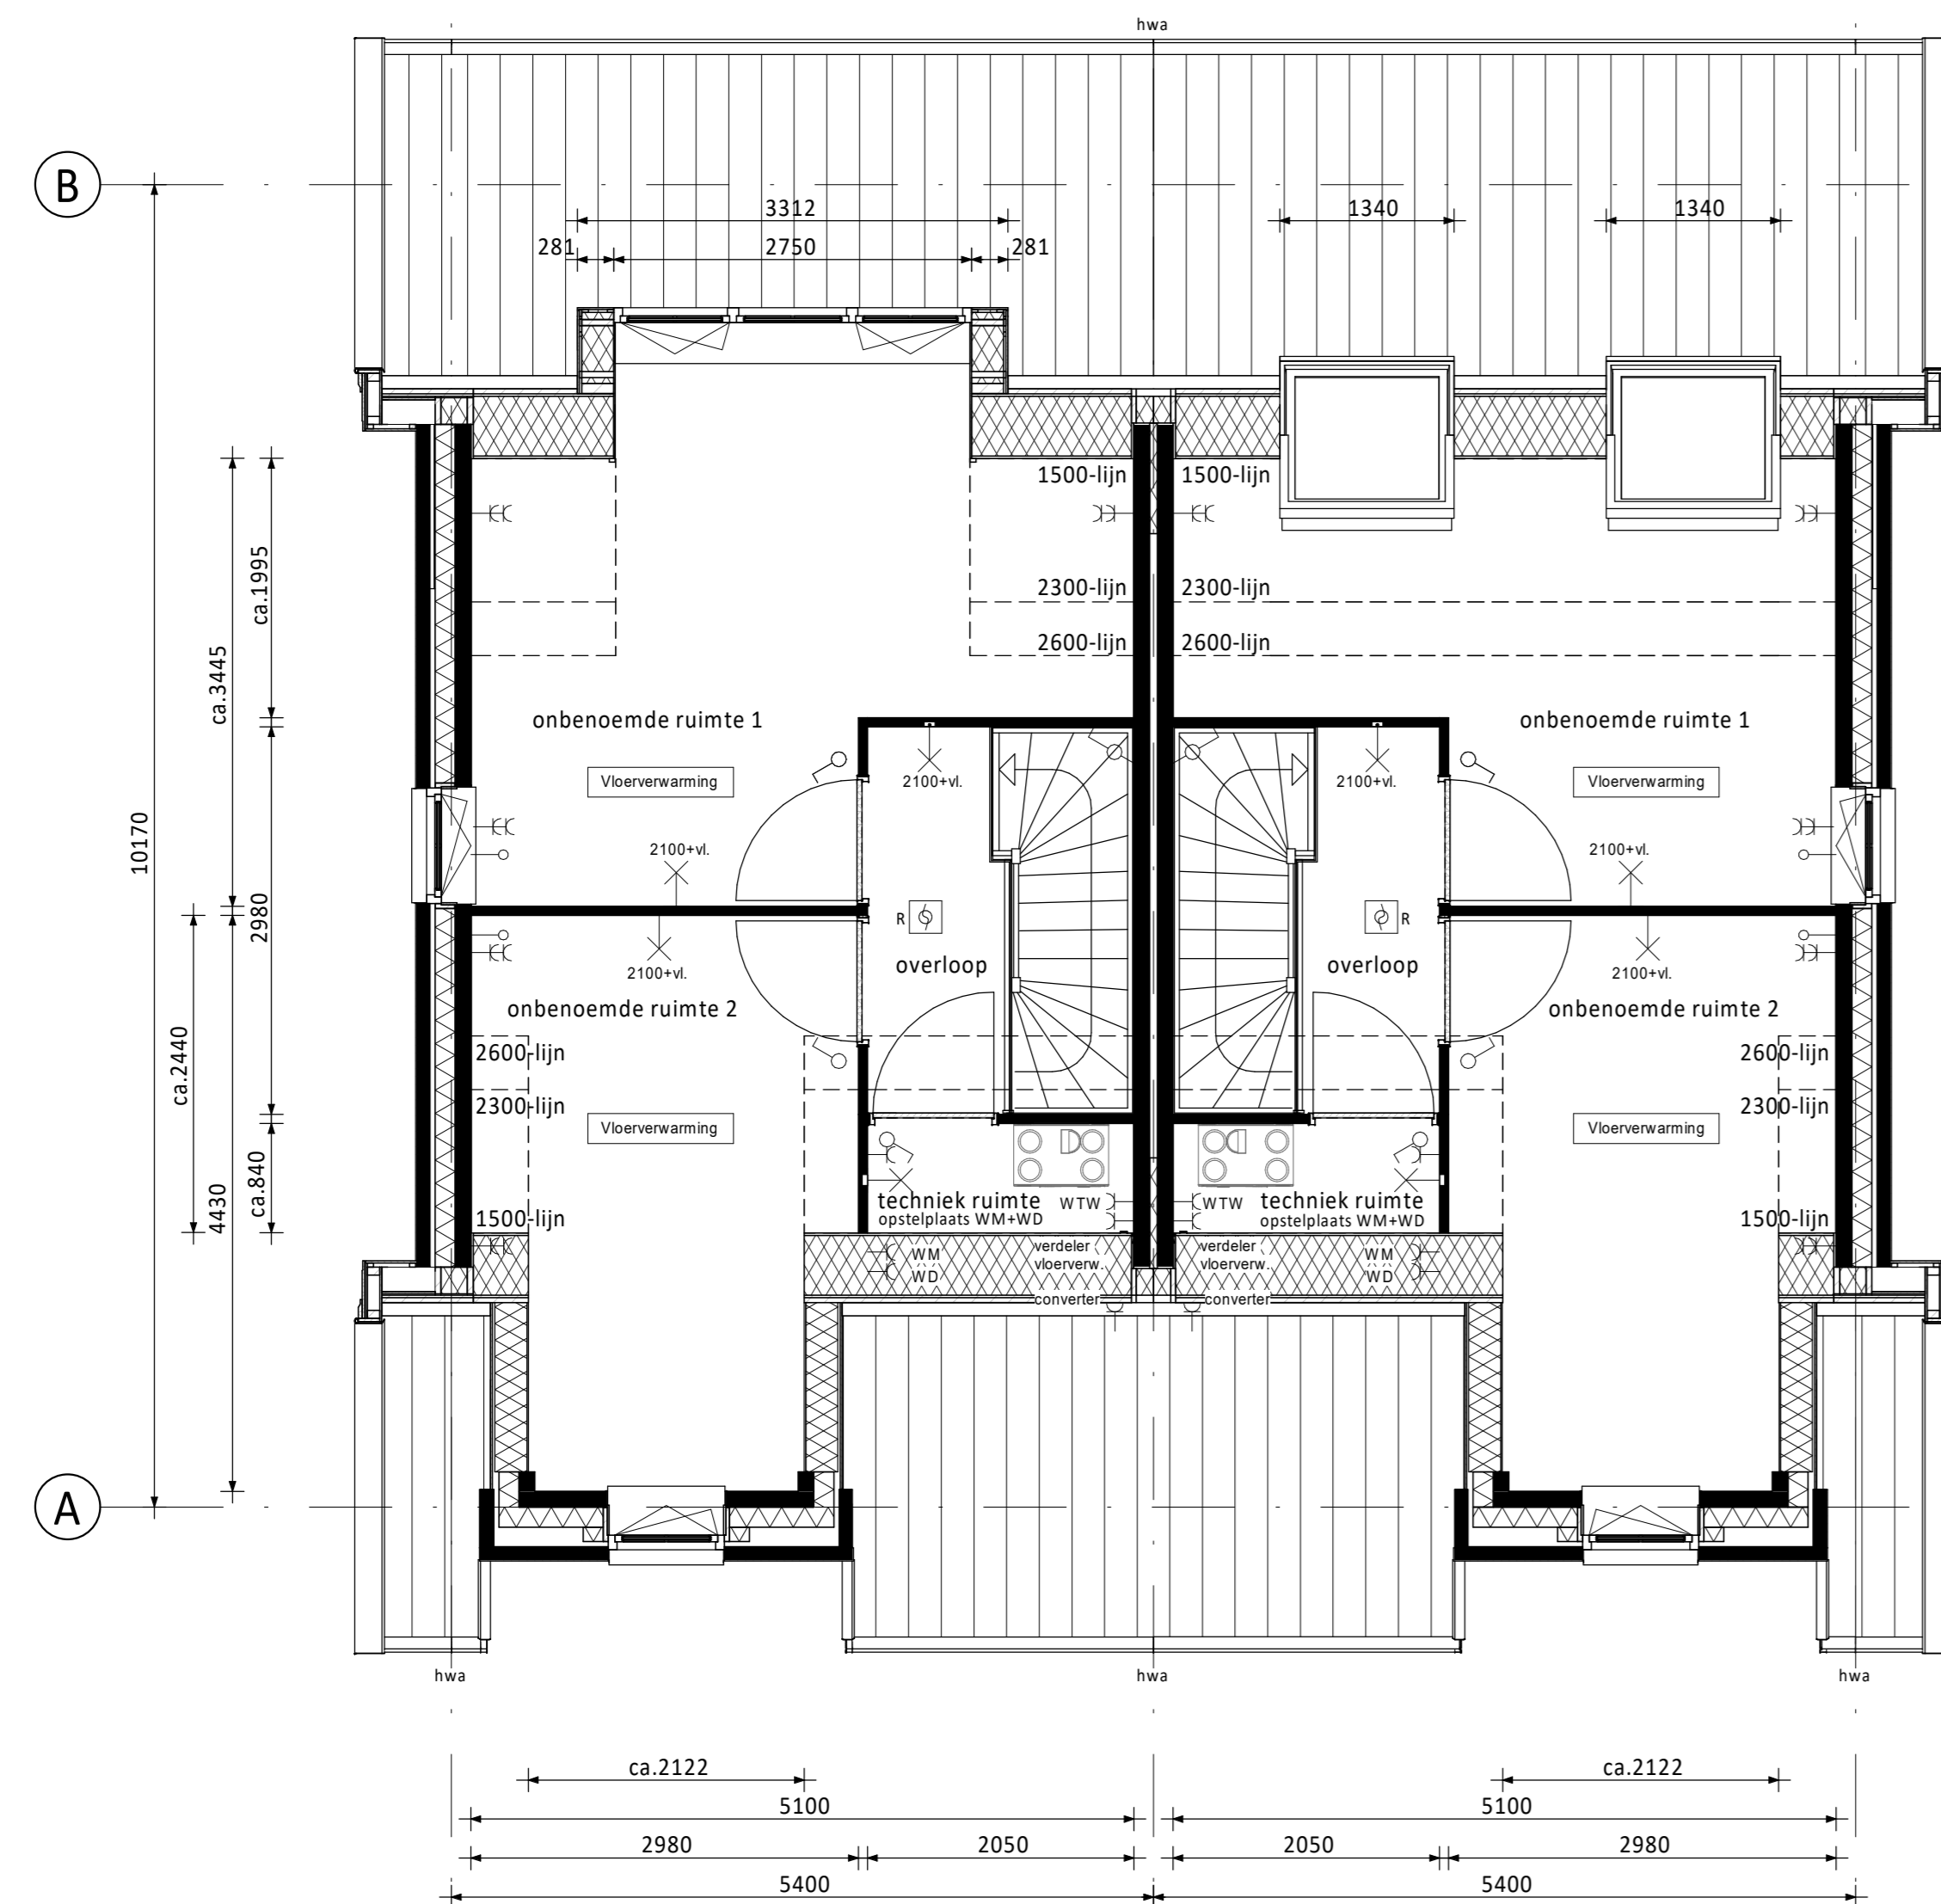 hwa
B
3312
1340
1340
281
2750
281
1500-lijn
1500-lijn
ca.1995
2300-lijn
2300-lijn
2600-lijn
2600-lijn
ca.3445
onbenoemde ruimte 1
onbenoemde ruimte 1
Vloerverwarming
2100+vl.
2100+vl.
Vloerverwarming
10170
2100+vl.
2100+vl.
2980
R
R
overloop
overloop
2100+vl.
2100+vl.
onbenoemde ruimte 2
onbenoemde ruimte 2
ca.2440
2600-lijn
2600-lijn
2300-lijn
2300-lijn
Vloerverwarming
Vloerverwarming
4430
ca.840
techniek ruimte
WTW
WTW
techniek ruimte
opstelplaats WM+WD
opstelplaats WM+WD
1500-lijn
1500-lijn
WM
verdeler
verdeler
WM
WD
vloerverw.
vloerverw.
WD
converter
converter
A
hwa
hwa
hwa
ca.2122
ca.2122
5100
5100
2980
2050
2050
2980
5400
5400